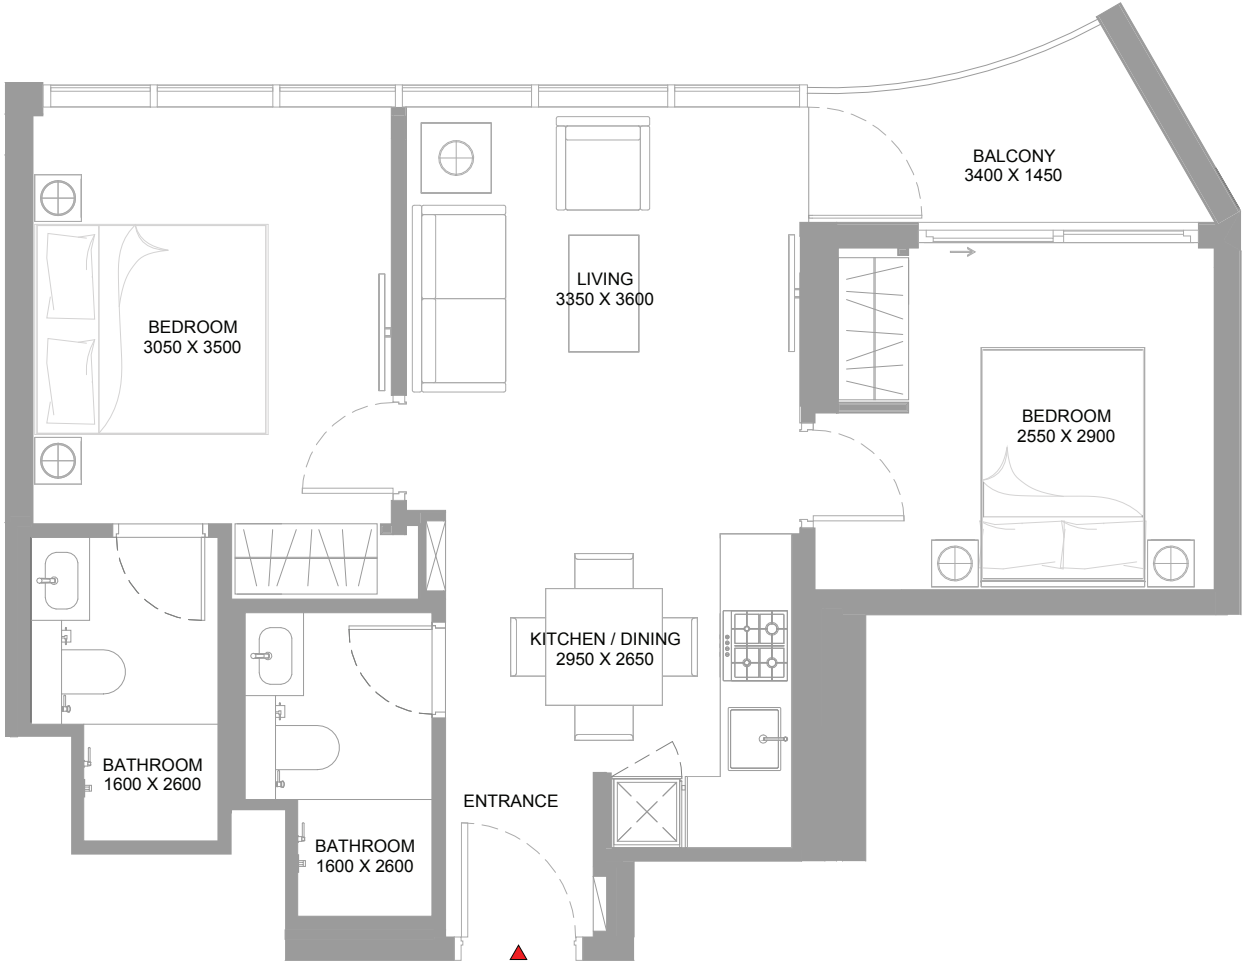 BALCONY
3400 X 1450
LIVING
3350 X 3600
BEDROOM
3050 X 3500
BEDROOM
2550 X 2900
KITCHEN / DINING
2950 X 2650
BATHROOM
1600 X 2600
ENTRANCE
BATHROOM
1600 X 2600